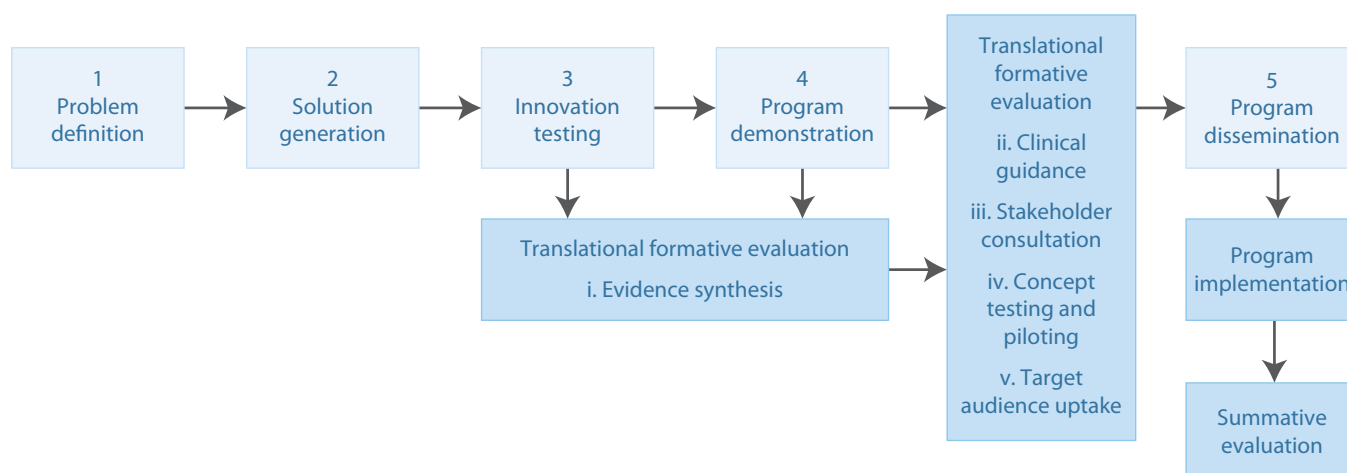 1
Problem
definition
2
Solution
generation
3
Innovation
testing
4
Program
demonstration
Translational formative evaluation
i. Evidence synthesis
Translational
formative
evaluation
ii. Clinical
guidance
iii. Stakeholder
consultation
iv. Concept
testing and
piloting
v. Target
audience uptake
5
Program
dissemination
Program
implementation
Summative
evaluation